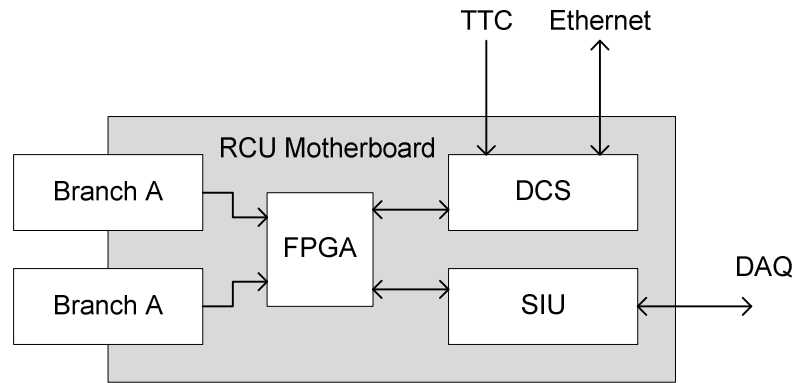 TTC
Ethernet
RCU Motherboard
Branch A
DCS
FPGA
DAQ
Branch A
SIU